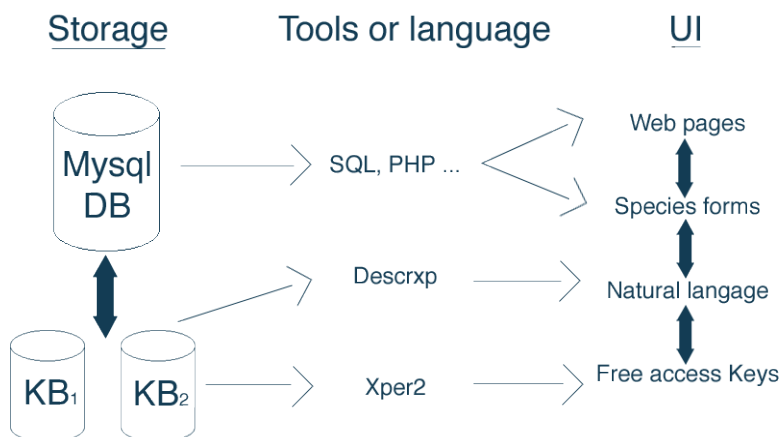 Storage
Tools or language
UI
Mysql
DB
SQL, PHP ...
Web pages
Species forms
Descrxp
Natural langage
KB1
KB2
Xper2
Free access Keys